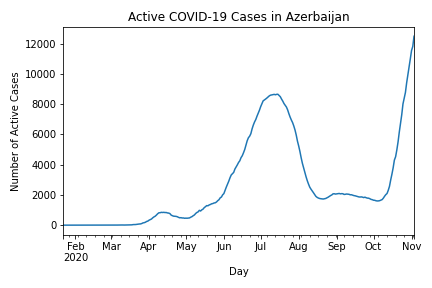 Active COVID-19 Cases in Azerbaijan
Number of Active Cases
12000
10000
8000
6000
4000
2000
0
Feb Mar Apr May Jun Jul Aug Sep Oct Nov
2020
Day